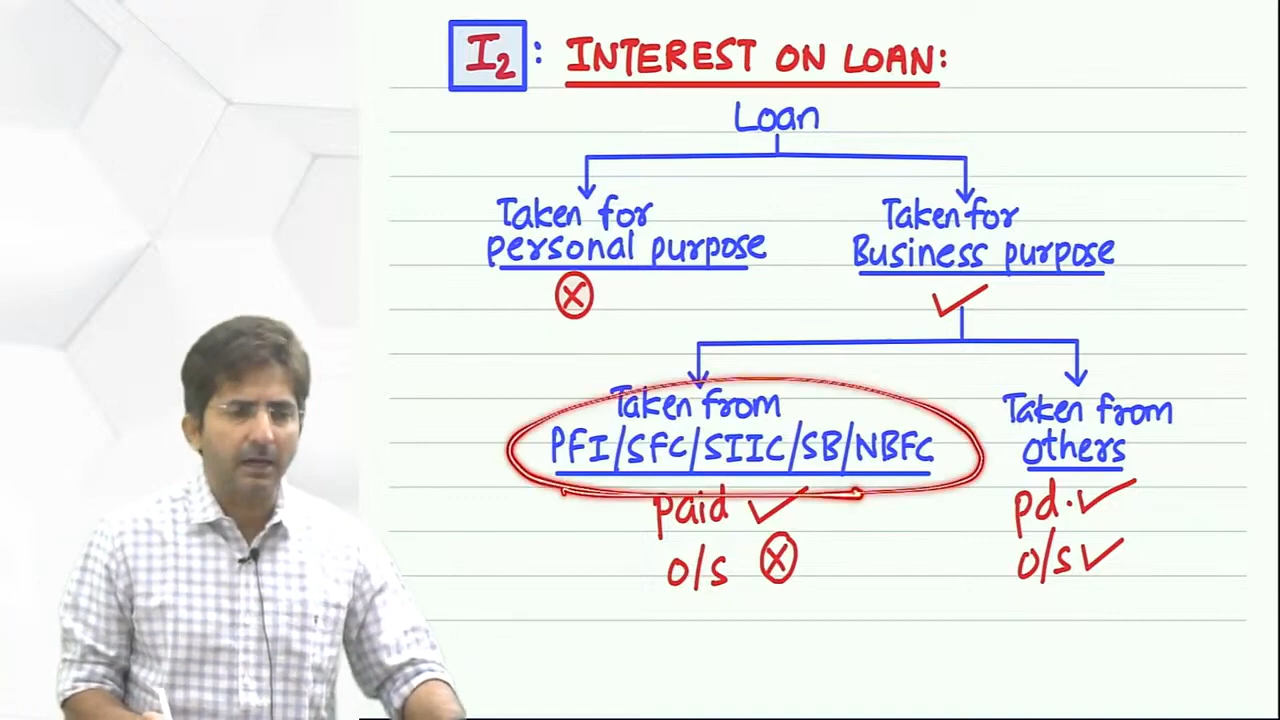 I2 : INTEREST ON LOAN:
Loan
Taken for
personal purpose
Taken for
Business purpose
Taken from
PFI/SFC/SIIC/SB/NBFC
paid
O/S
Taken from
others
pd.
O/S